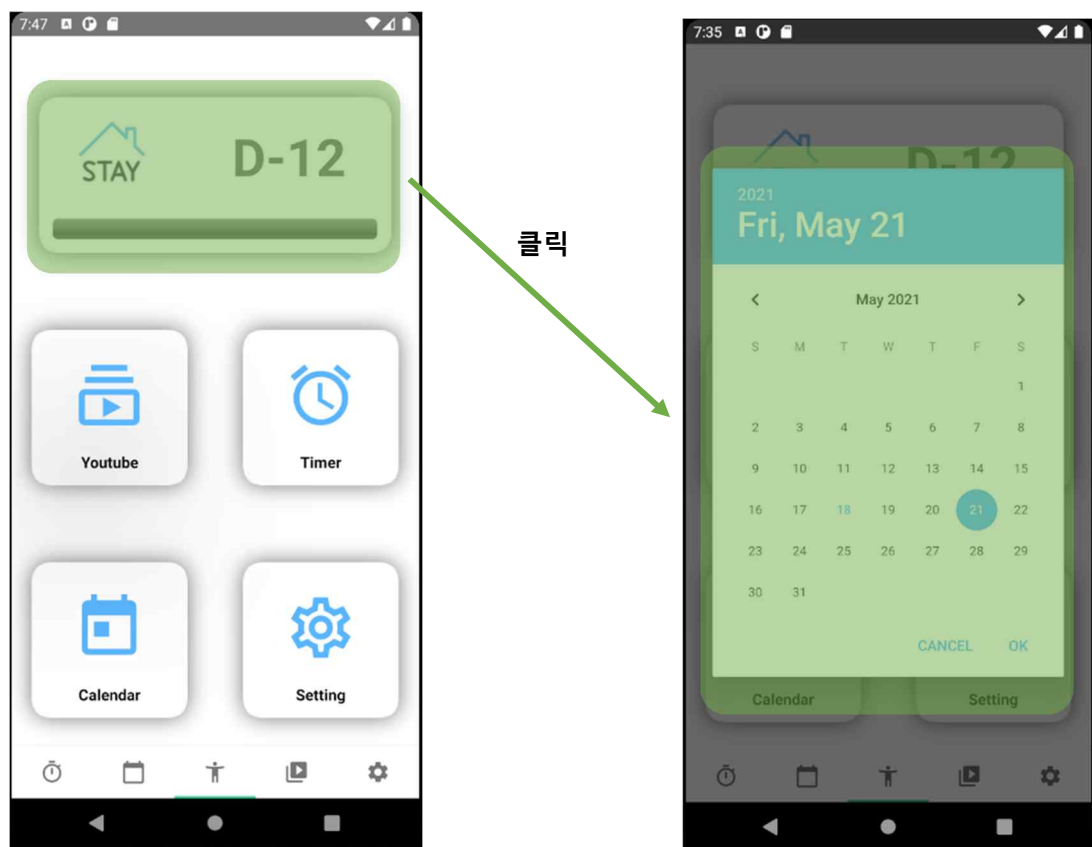 7:47
STAY
D-12
Youtube
Timer
Calendar
Setting
클릭
7:35
D-12
2021
Fri, May 21
May 2021
S M T W T F S
1
2 3 4 5 6 7 8
9 10 11 12 13 14 15
16 17 18 19 20 21 22
23 24 25 26 27 28 29
30 31
CANCEL OK
Calendar
Setting